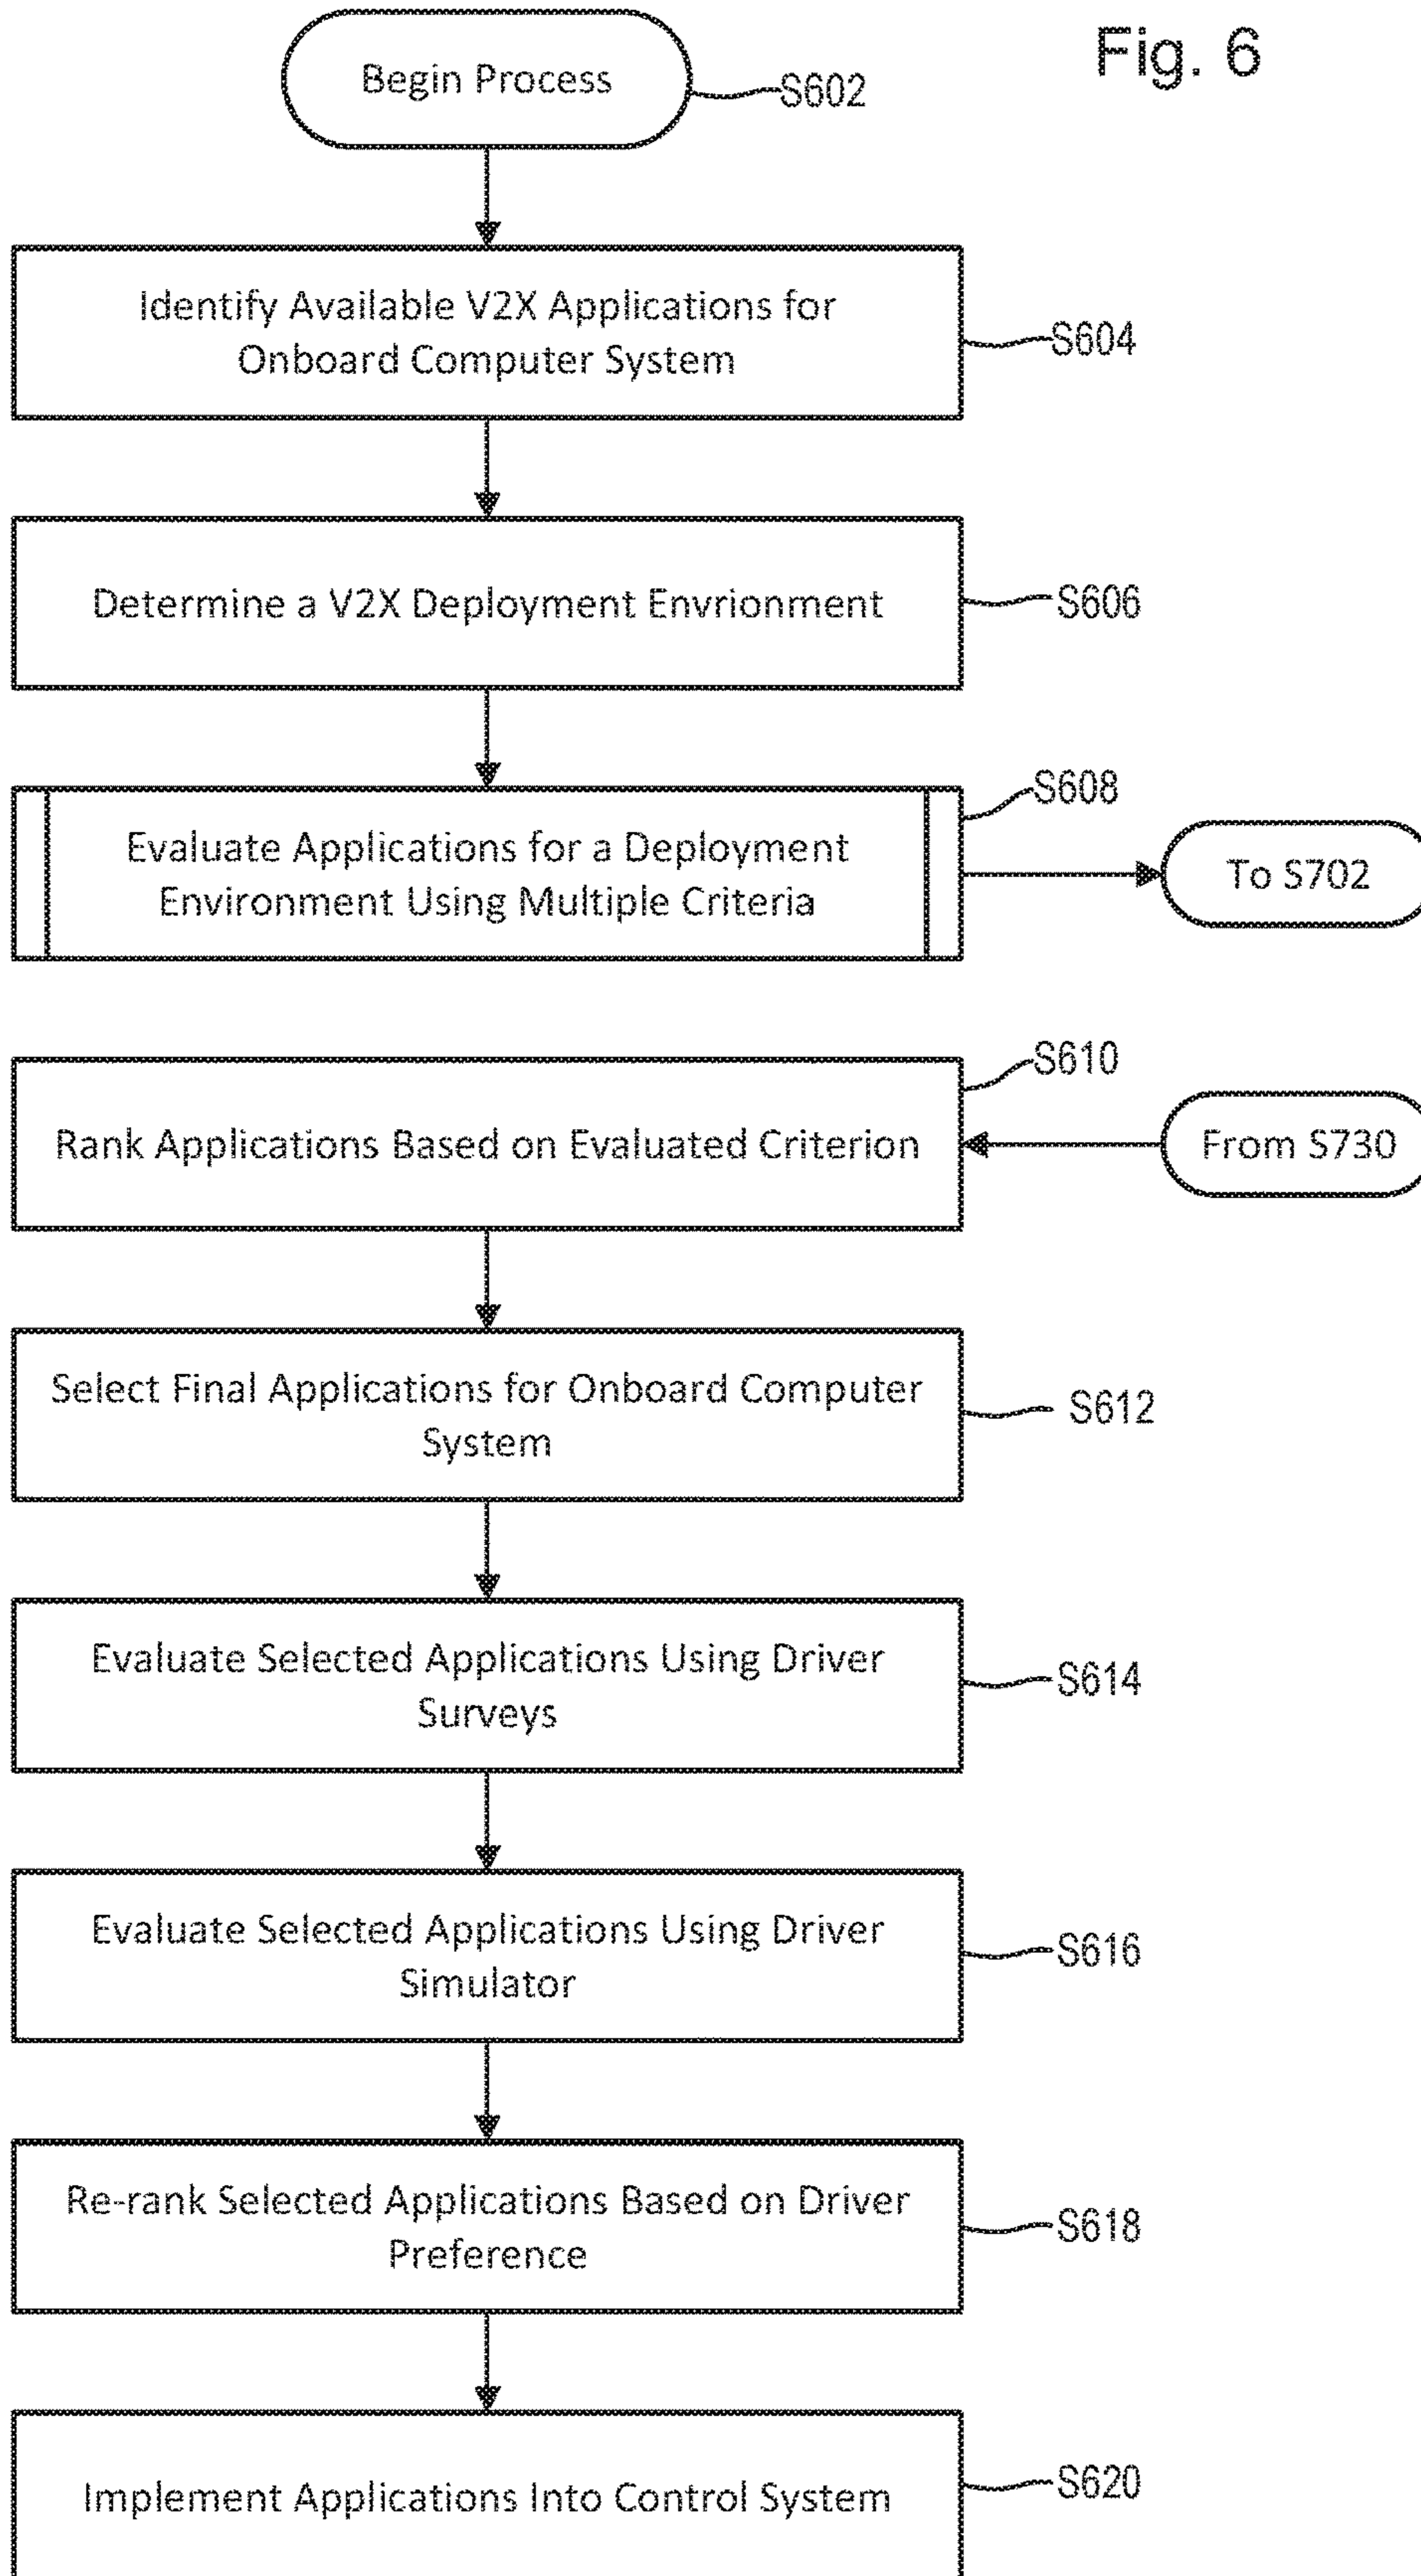 Fig. 6
Begin Process
S602
Identify Available V2X Applications for
Onboard Computer System
S604
Determine a V2X Deployment Envrionment
S606
S608
Evaluate Applications for a Deployment
Environment Using Multiple Criteria
To S702
S610
Rank Applications Based on Evaluated Criterion
From S730
Select Final Applications for Onboard Computer
System
S612
Evaluate Selected Applications Using Driver
Surveys
S614
Evaluate Selected Applications Using Driver
Simulator
S616
Re-rank Selected Applications Based on Driver
Preference
S618
Implement Applications Into Control System
S620